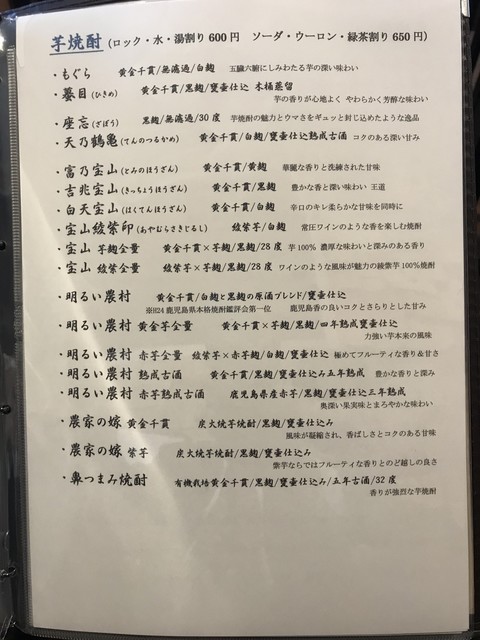 芋焼酎(ロック・水・湯割り600円 ソーダ・ウーロン・緑茶割り650円)
・もぐら 黄金千貫/無濾過/白麹 五臓六腑にしみわたる芋の深い味わい
・蟇目(ひきめ) 黄金千貫/黒麹/甕壷仕込 木桶蒸留
芋の香りが心地よく やわらかく芳醇な味わい
・座忘(ざぼう) 黒麹/無濾過/30度 芋焼酎の魅力とウマさをギュッと封じ込めたような逸品
・天乃鶴亀(てんのつるかめ) 黄金千貫/白麹/甕壷仕込熟成古酒 コクのある深い甘み
・富乃宝山(とみのほうざん) 黄金千貫/黄麹 華麗な香りと洗練された甘味
・吉兆宝山(きっちょうほうざん) 黄金千貫/黒麹 豊かな香と深い味わい 王道
・白天宝山(はくてんほうざん) 黄金千貫/白麹 辛口のキレ柔らかな甘味を同時に
・宝山綾紫印(あやむらさきじるし) 綾紫芋/白麹 常圧ワインのような香を楽しむ焼酎
・宝山 芋麹全量 黄金千貫×芋麹/黒麹/28度 芋100% 濃厚な味わいと深みのある香り
・宝山 綾紫全量 綾紫芋×芋麹/黒麹/28度 ワインのような風味が魅力の綾紫芋100%焼酎
・明るい農村 黄金千貫/白麹と黒麹の原酒ブレンド/甕壷仕込
※H24鹿児島県本格焼酎鑑評会第一位 鹿児島香の良いコクとさらりとした甘み
・明るい農村 黄金芋全量 黄金千貫×芋麹/黒麹/四年熟成甕壷
力強い芋本来の風味
・明るい農村 赤芋全量 綾紫芋×赤芋麹/白麹/甕壷仕込 極めてフルーティな香り&甘さ
・明るい農村 熟成古酒 黄金千貫/黒麹/甕壷仕込み五年熟成 豊かな香りと深み
・明るい農村 赤芋熟成古酒 鹿児島県産赤芋/黒麹/甕壷仕込三年熟成
奥深い果実味とまろやかな味わい
・農家の嫁 黄金千貫 炭火焼芋焼酎/黒麹/甕壷仕込み
風味が凝縮され、香ばしさとコクのある甘味
・農家の嫁 紫芋 炭火焼芋焼酎/黒麹/甕壷仕込み
紫芋ならではフルーティな香りとのど越しの良さ
・鼻つまみ焼酎 有機栽培黄金千貫/黒麹/甕壷仕込み/五年古酒/32度
香りが強烈な芋焼酎